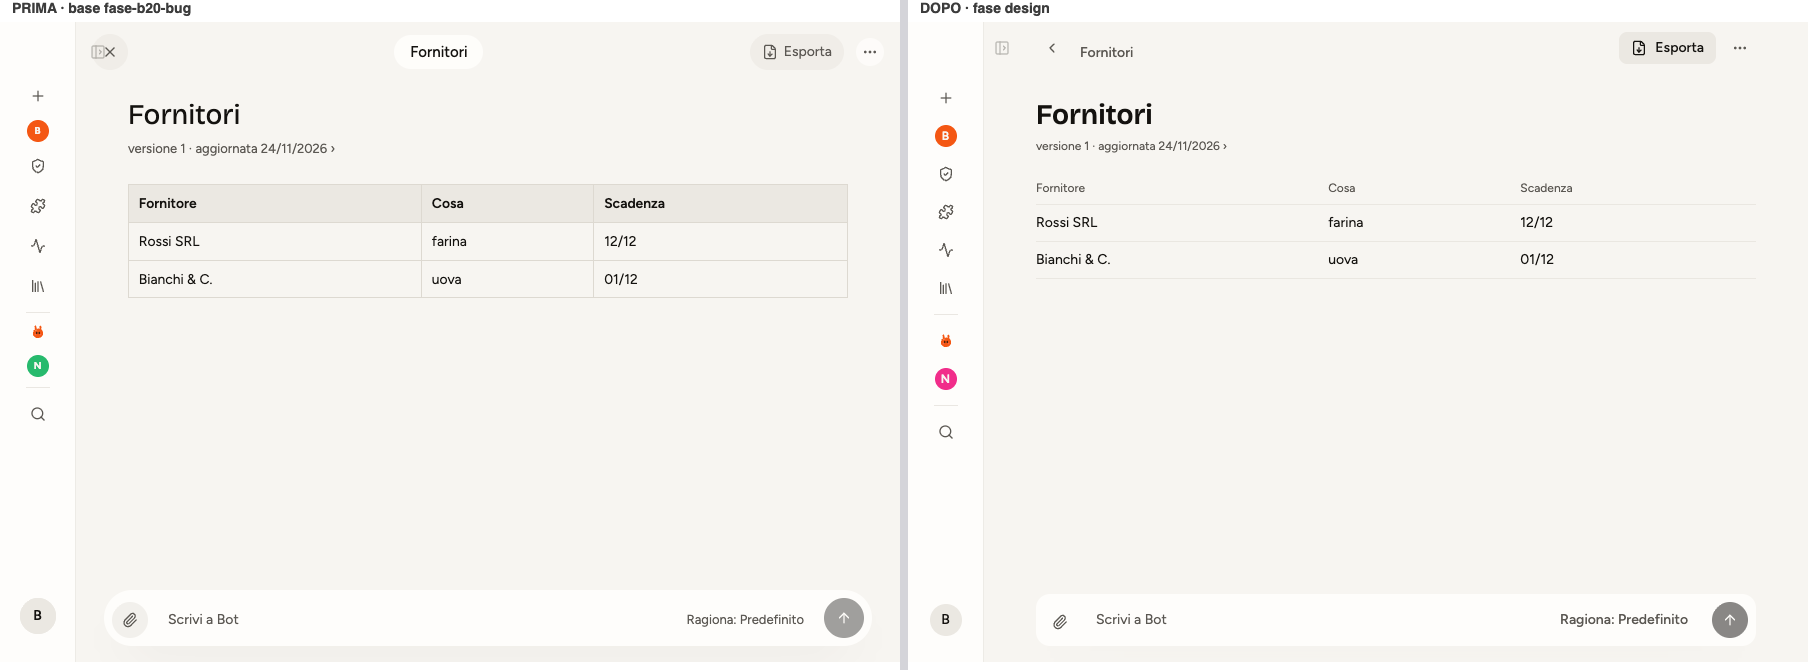 PRIMA · base fase-b20-bug
Fornitori
Esporta
B
Fornitori
versione 1 · aggiornata 24/11/2026 ›
Fornitore Cosa Scadenza
Rossi SRL farina 12/12
Bianchi & C. uova 01/12
N
B
Scrivi a Bot
Ragiona: Predefinito
DOPO · fase design
Fornitori
Esporta
B
Fornitori
versione 1 · aggiornata 24/11/2026 ›
Fornitore Cosa Scadenza
Rossi SRL farina 12/12
Bianchi & C. uova 01/12
N
B
Scrivi a Bot
Ragiona: Predefinito